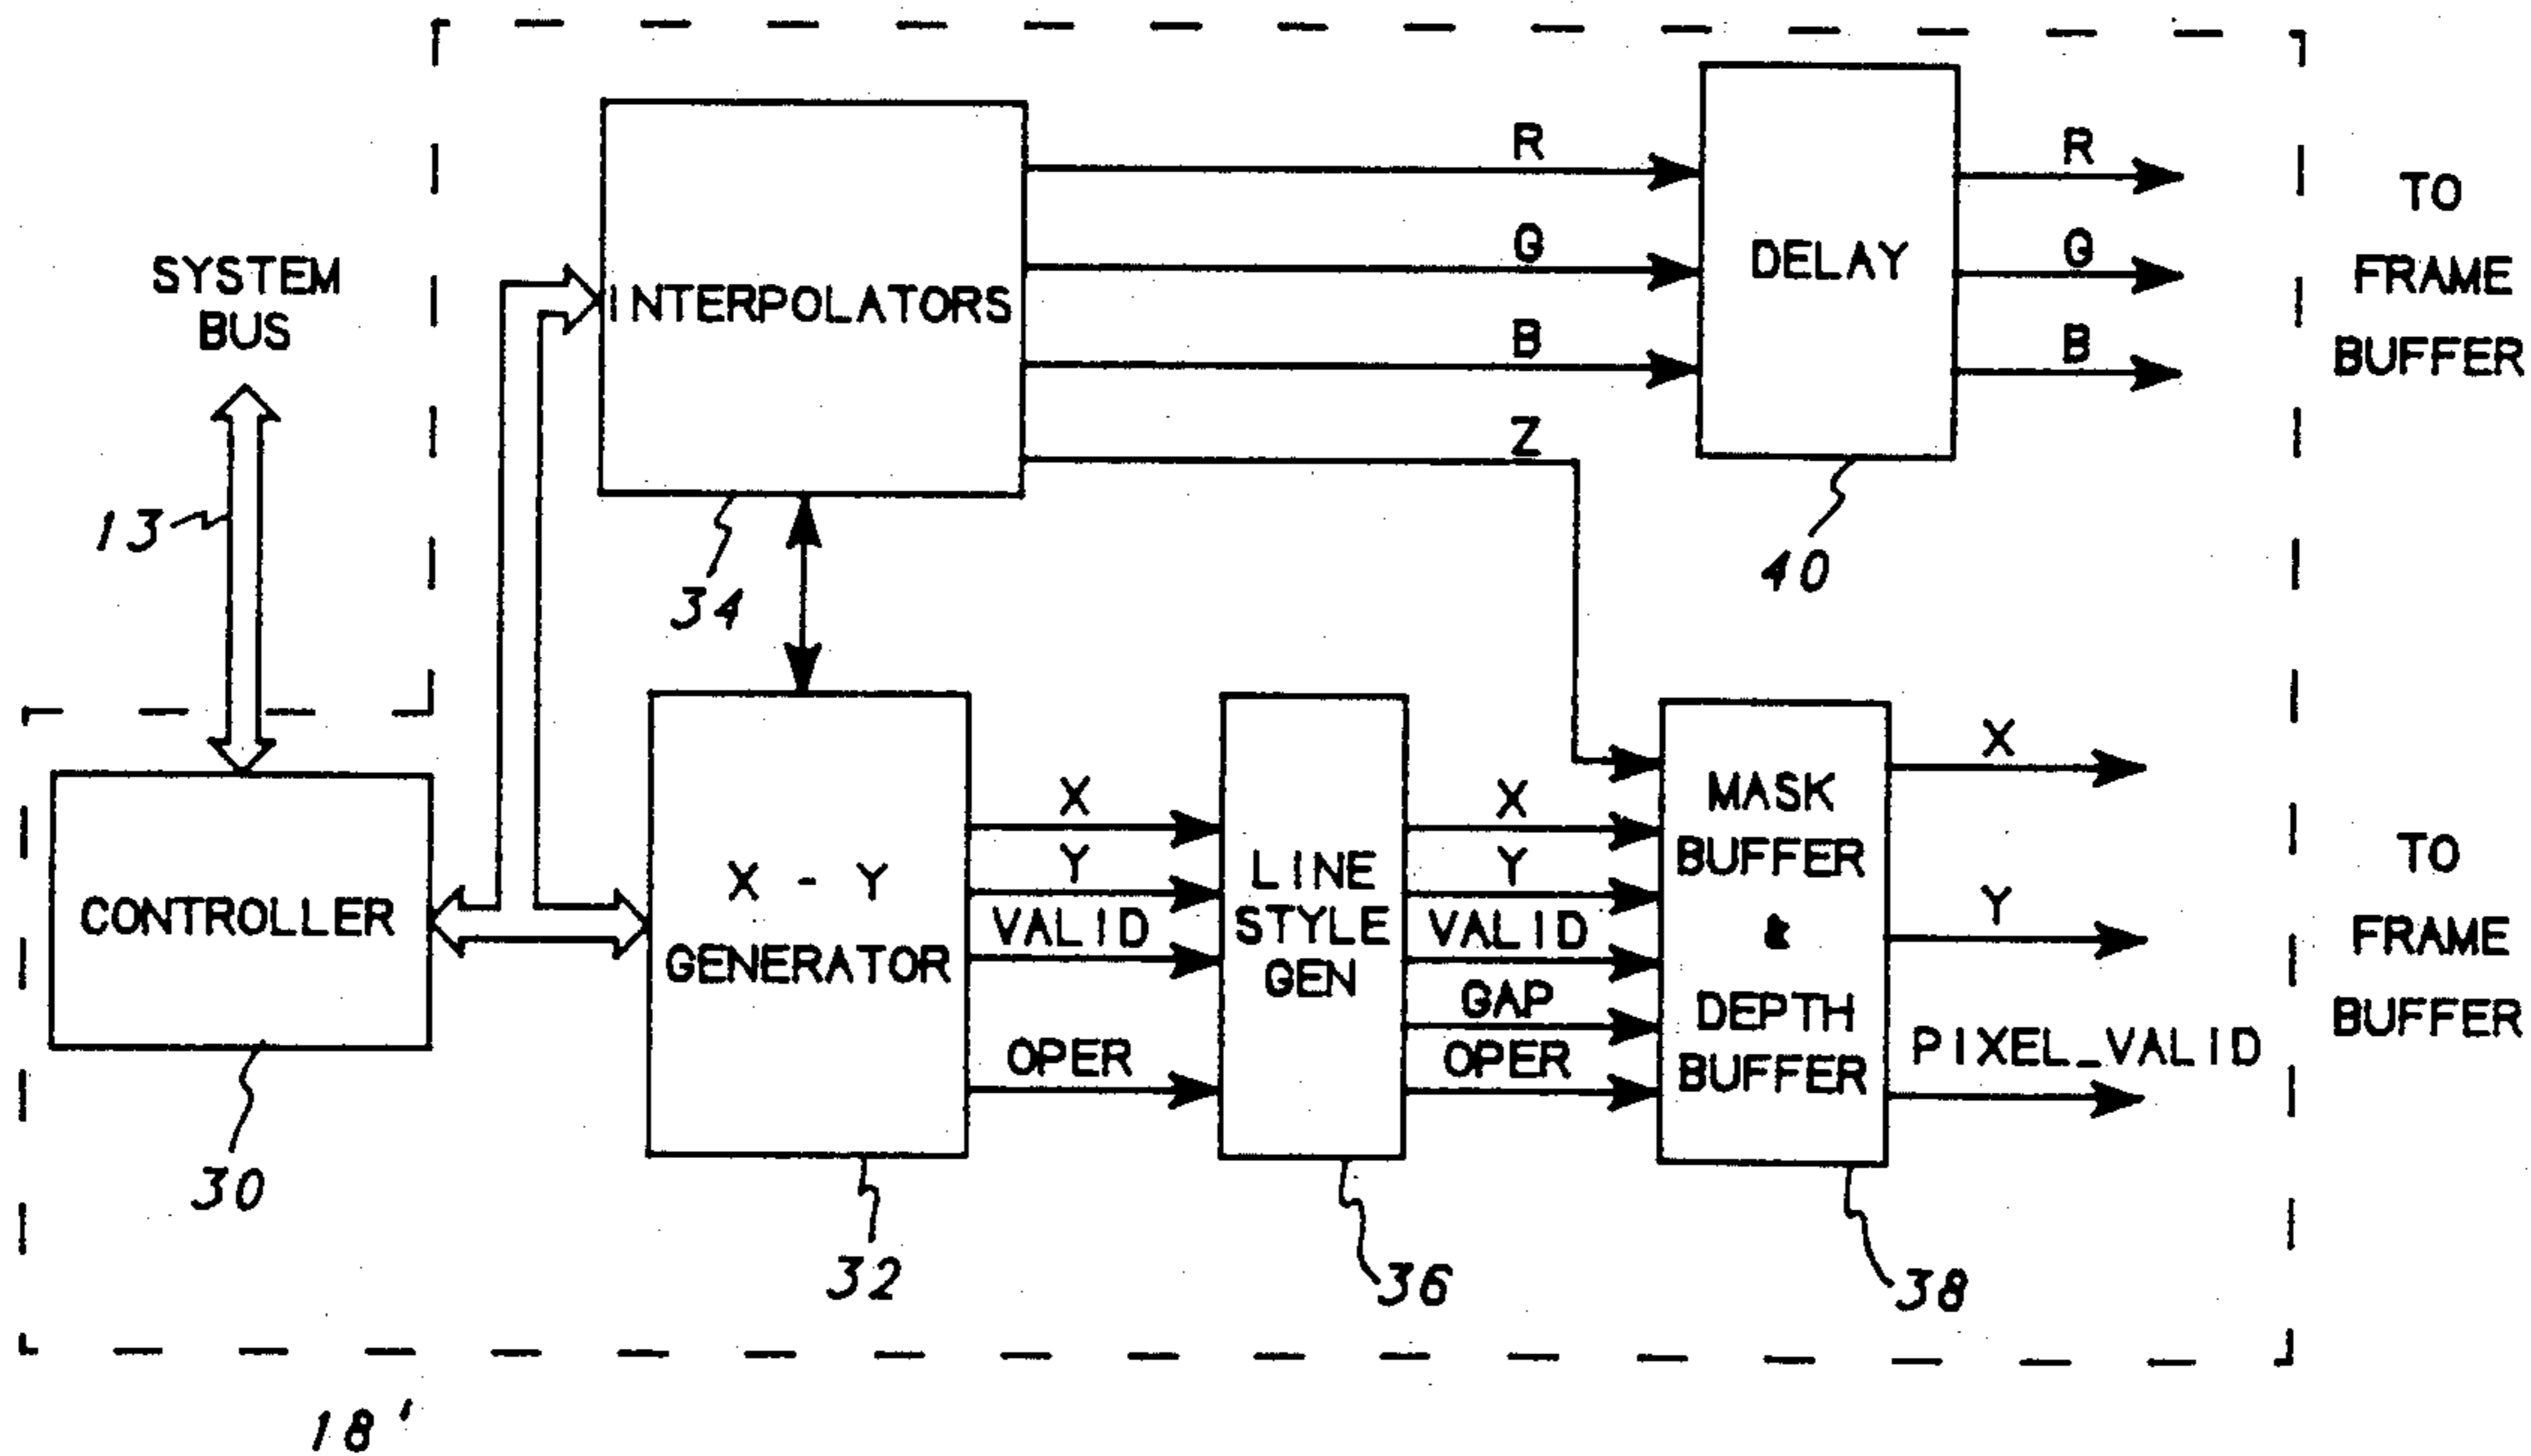 SYSTEM
BUS
13
INTERPOLATORS
34
R
G
B
Z
DELAY
40
R
G
B
TO
FRAME
BUFFER
CONTROLLER
30
X - Y
GENERATOR
32
X
Y
VALID
OPER
LINE
STYLE
GEN
36
X
Y
VALID
GAP
OPER
MASK
BUFFER
&
DEPTH
BUFFER
38
X
Y
PIXEL_VALID
TO
FRAME
BUFFER
18'